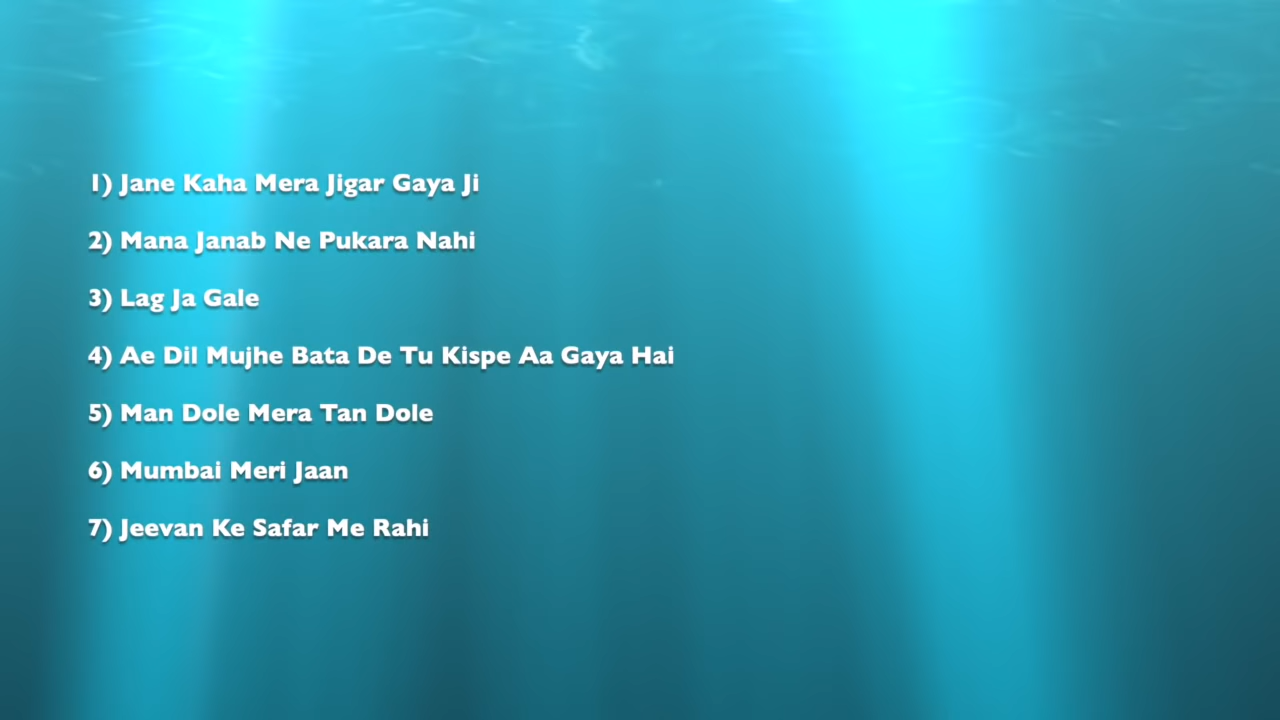 1) Jane Kaha Mera Jigar Gaya Ji
2) Mana Janab Ne Pukara Nahi
3) Lag Ja Gale
4) Ae Dil Mujhe Bata De Tu Kispe Aa Gaya Hai
5) Man Dole Mera Tan Dole
6) Mumbai Meri Jaan
7) Jeevan Ke Safar Me Rahi